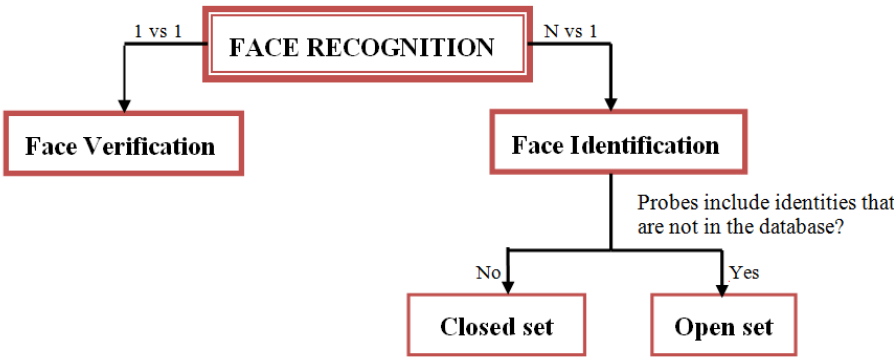 1 vs 1
FACE RECOGNITION
N vs 1
Face Verification
Face Identification
Probes include identities that
are not in the database?
No
Yes
Closed set
Open set